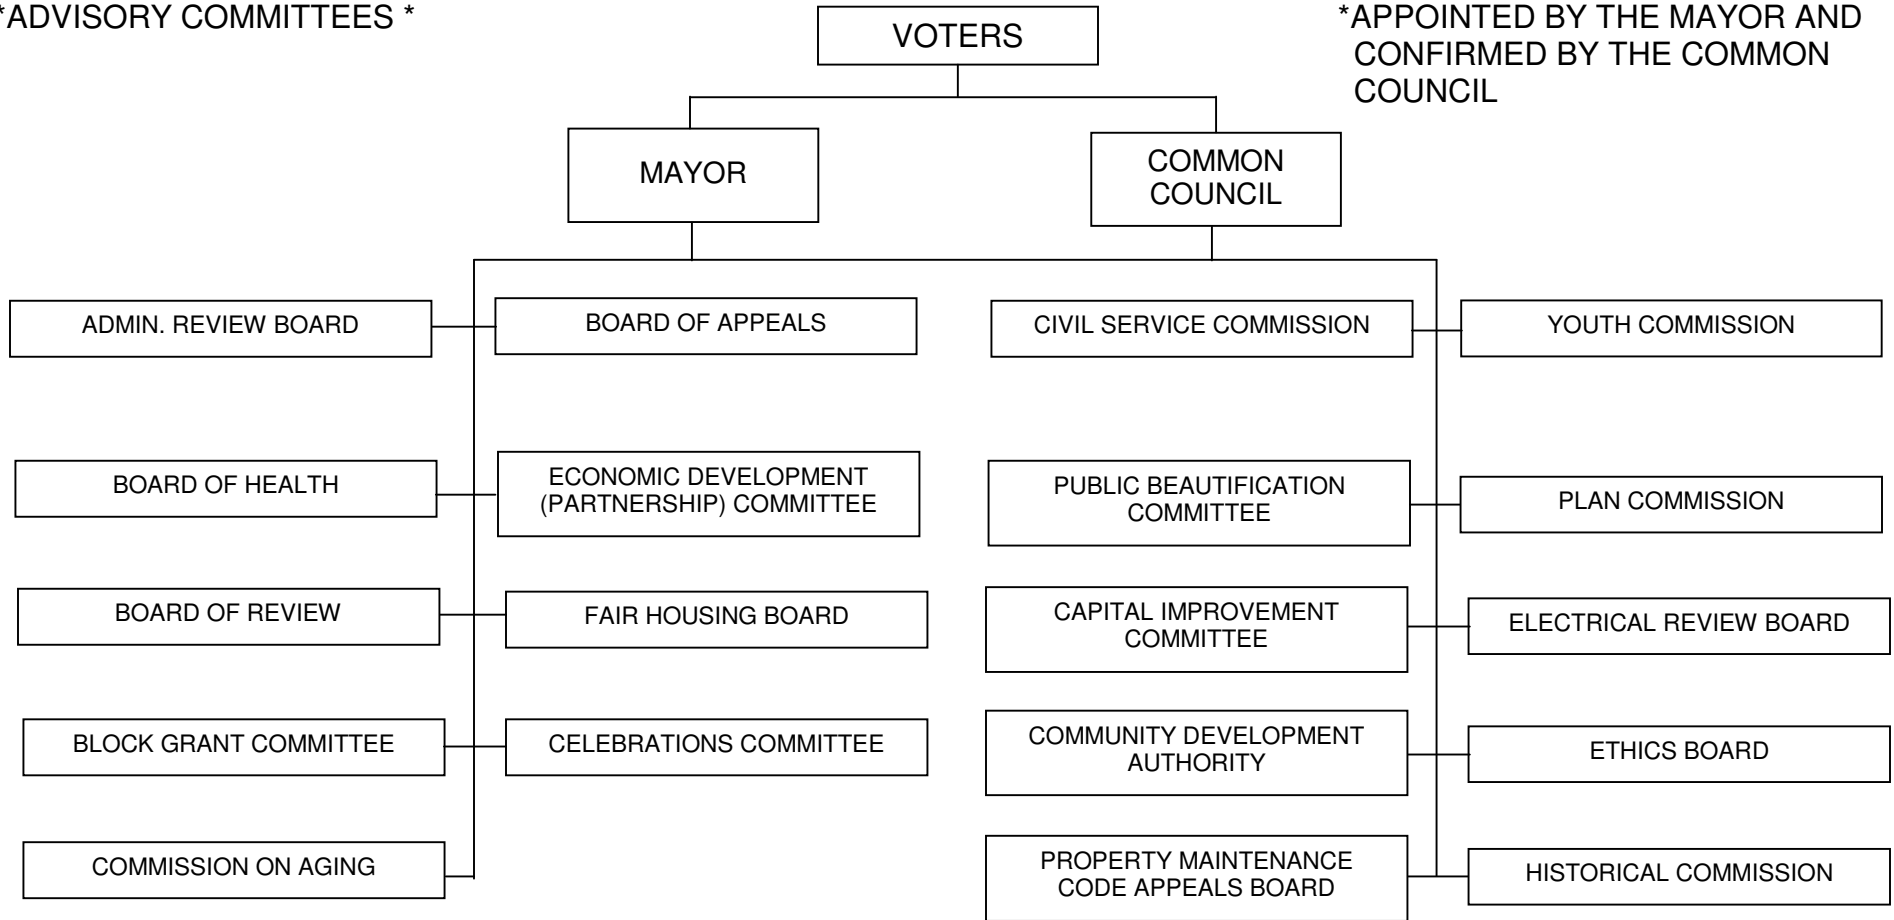 *ADVISORY COMMITTEES *
VOTERS
*APPOINTED BY THE MAYOR AND
CONFIRMED BY THE COMMON
COUNCIL
MAYOR
COMMON
COUNCIL
ADMIN. REVIEW BOARD
BOARD OF APPEALS
CIVIL SERVICE COMMISSION
YOUTH COMMISSION
BOARD OF HEALTH
ECONOMIC DEVELOPMENT
(PARTNERSHIP) COMMITTEE
PUBLIC BEAUTIFICATION
COMMITTEE
PLAN COMMISSION
BOARD OF REVIEW
FAIR HOUSING BOARD
CAPITAL IMPROVEMENT
COMMITTEE
ELECTRICAL REVIEW BOARD
BLOCK GRANT COMMITTEE
CELEBRATIONS COMMITTEE
COMMUNITY DEVELOPMENT
AUTHORITY
ETHICS BOARD
COMMISSION ON AGING
PROPERTY MAINTENANCE
CODE APPEALS BOARD
HISTORICAL COMMISSION